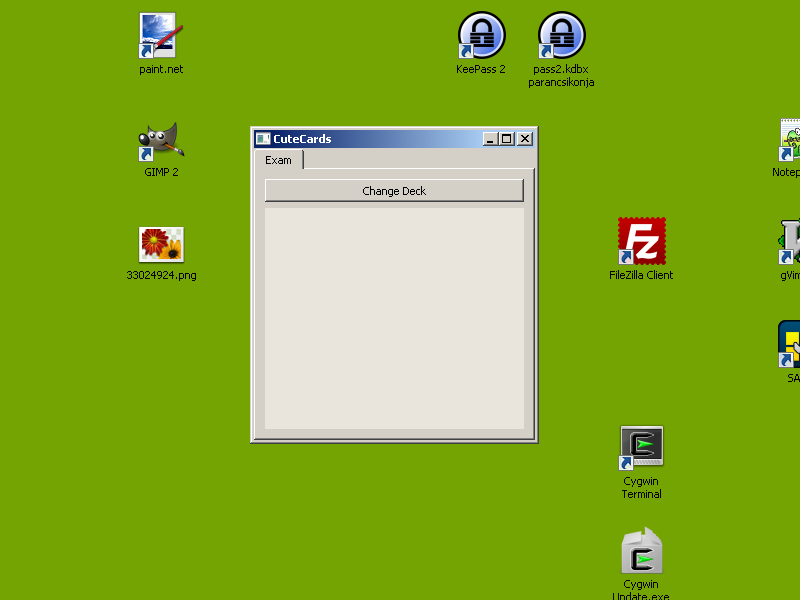 paint.net
KeePass 2
pass2.kdbx
parancsikonja
CuteCards
Exam
Change Deck
GIMP 2
Notep
33024924.png
FileZilla Client
gVim
SA
Cygwin
Terminal
Cygwin
Update.exe